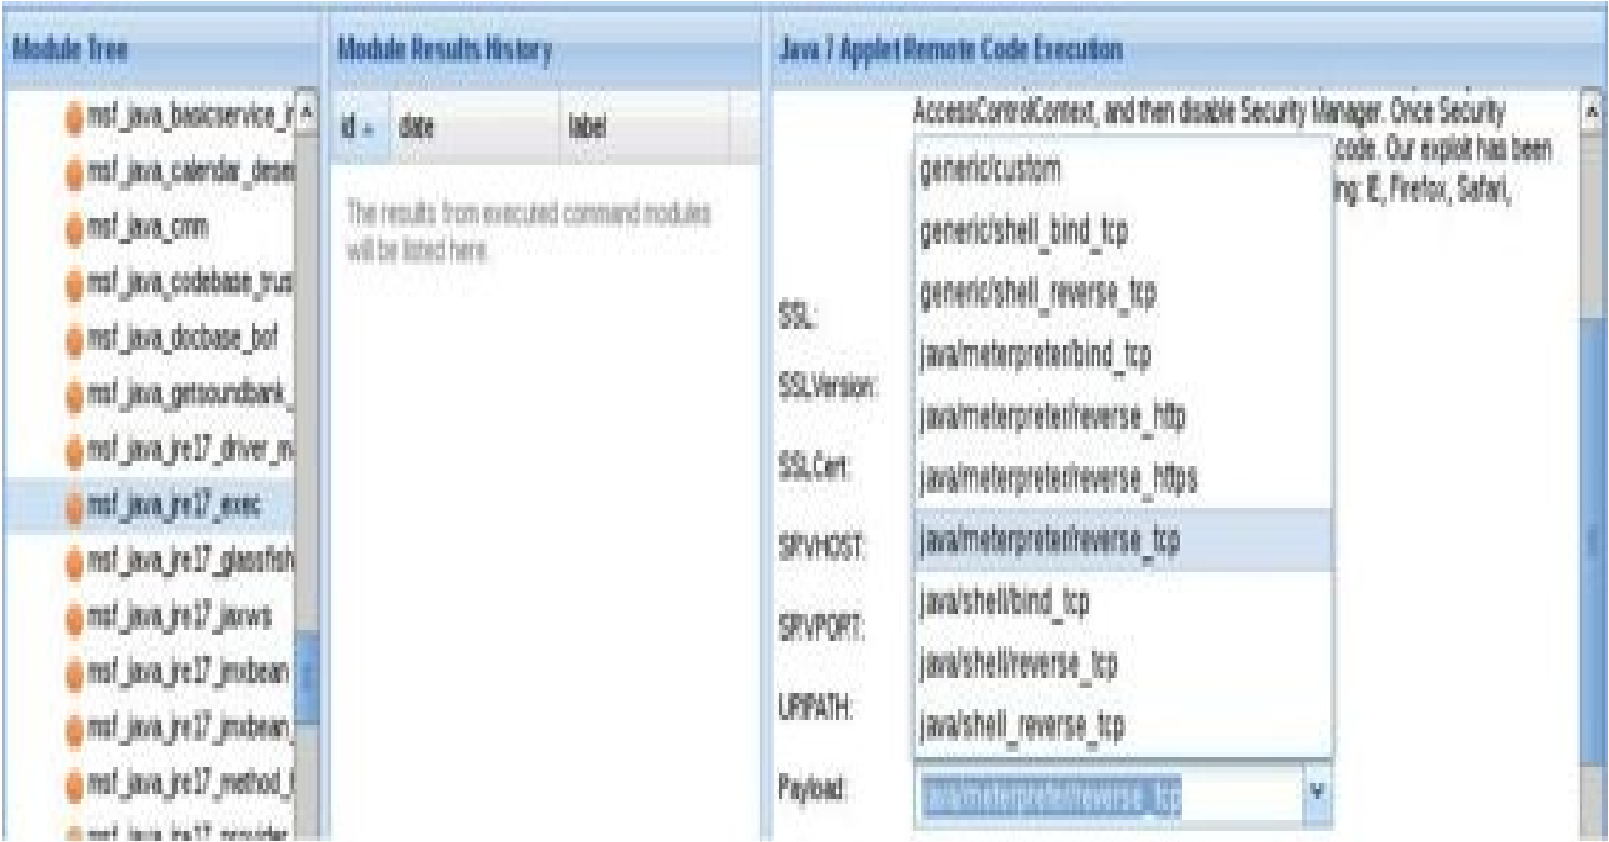 Module Tree
msf_java_basicservice_
msf_java_calendar_deser
msf_java_cmm
msf_java_codebase_trus
msf_java_docbase_bof
msf_java_getsoundbank_
msf_java_jre17_driver_m
msf_java_jre17_exec
msf_java_jre17_glassfish
msf_java_jre17_jaxws
msf_java_jre17_jmxbean
msf_java_jre17_jmxbean_
msf_java_jre17_method_
msf_java_jre17_provider
Module Results History
id date label
The results from executed command modules
will be listed here.
Java 7 Applet Remote Code Execution
AccessControlContext, and then disable Security Manager. Once Security
code. Our exploit has been
ng: IE, Firefox, Safari,
generic/custom
generic/shell_bind_tcp
generic/shell_reverse_tcp
java/meterpreter/bind_tcp
java/meterpreter/reverse_http
java/meterpreter/reverse_https
java/meterpreter/reverse_tcp
java/shell/bind_tcp
java/shell/reverse_tcp
java/shell_reverse_tcp
SSL:
SSLVersion:
SSLCert:
SRVHOST:
SRVPORT:
URIPATH:
Payload: java/meterpreter/reverse_tcp